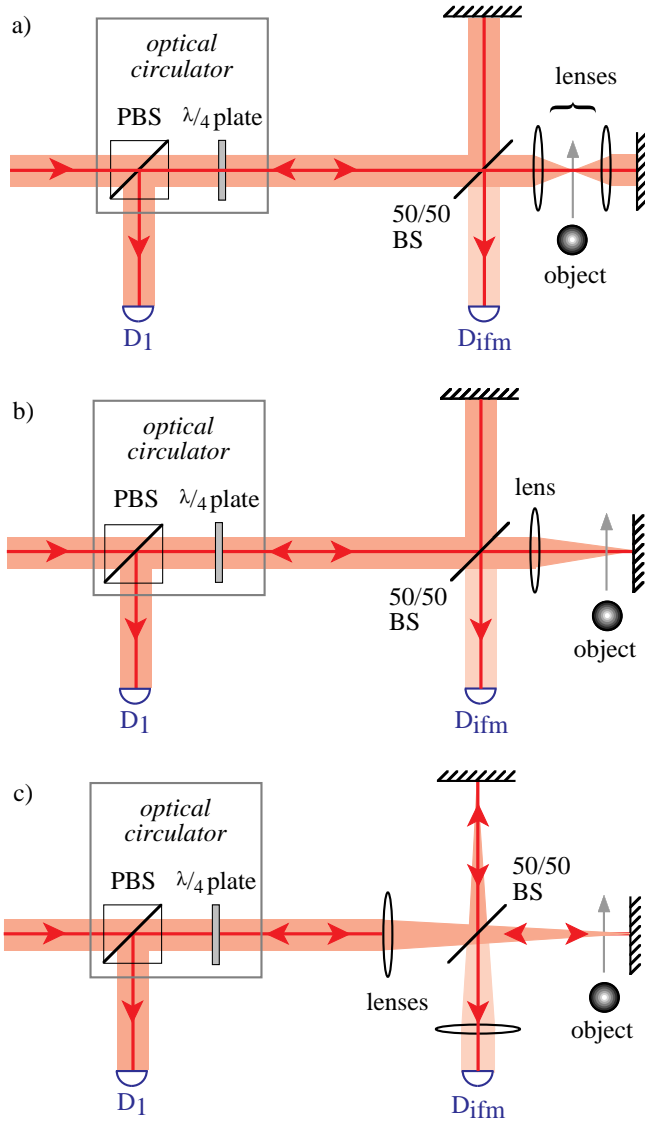 a)
optical
circulator
PBS
λ/4 plate
lenses
50/50
BS
object
D1
Difm
b)
optical
circulator
PBS
λ/4 plate
lens
50/50
BS
object
D1
Difm
c)
optical
circulator
PBS
λ/4 plate
50/50
BS
lenses
object
D1
Difm